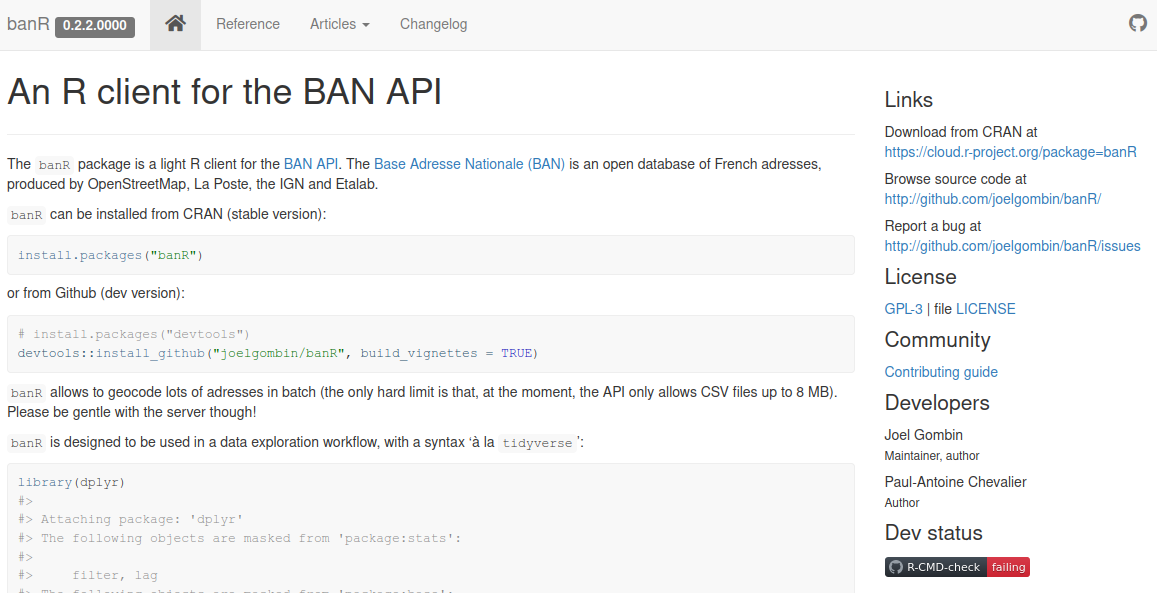 banR 0.2.2.0000 Reference Articles Changelog
An R client for the BAN API
The banR package is a light R client for the BAN API. The Base Adresse Nationale (BAN) is an open database of French adresses,
produced by OpenStreetMap, La Poste, the IGN and Etalab.
banR can be installed from CRAN (stable version):
install.packages("banR")
or from Github (dev version):
# install.packages("devtools")
devtools::install_github("joelgombin/banR", build_vignettes = TRUE)
banR allows to geocode lots of adresses in batch (the only hard limit is that, at the moment, the API only allows CSV files up to 8 MB).
Please be gentle with the server though!
banR is designed to be used in a data exploration workflow, with a syntax ‘à la tidyverse’:
library(dplyr)
#>
#> Attaching package: 'dplyr'
#> The following objects are masked from 'package:stats':
#>
#> filter, lag
#> The following objects are masked from 'package:base':
Links
Download from CRAN at
https://cloud.r-project.org/package=banR
Browse source code at
http://github.com/joelgombin/banR/
Report a bug at
http://github.com/joelgombin/banR/issues
License
GPL-3 | file LICENSE
Community
Contributing guide
Developers
Joel Gombin
Maintainer, author
Paul-Antoine Chevalier
Author
Dev status
R-CMD-check failing